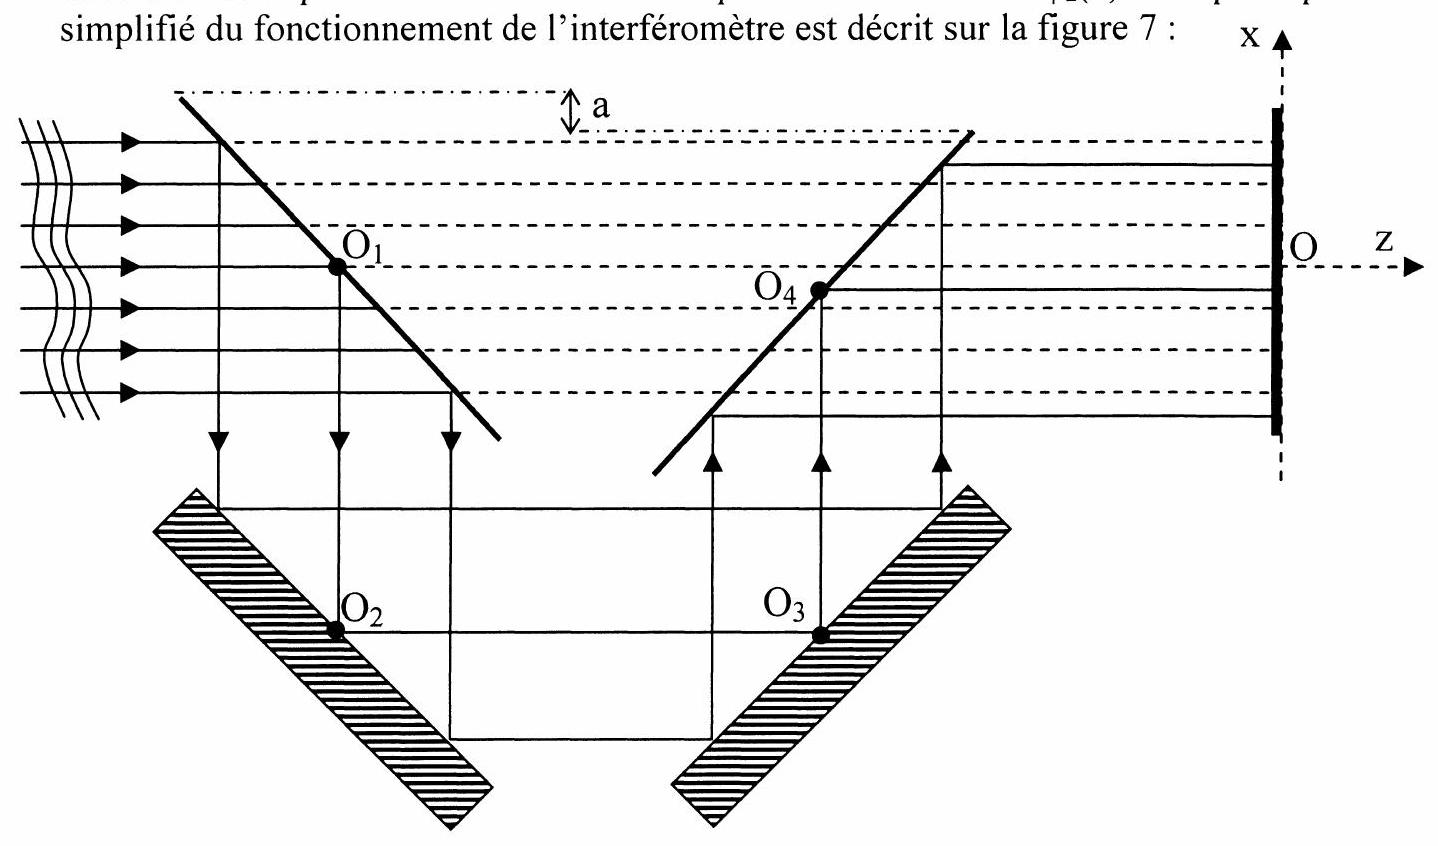 simplifié du fonctionnement de l'interféromètre est décrit sur la figure 7 :
x
a
O₁
O
z
O₄
O₂
O₃